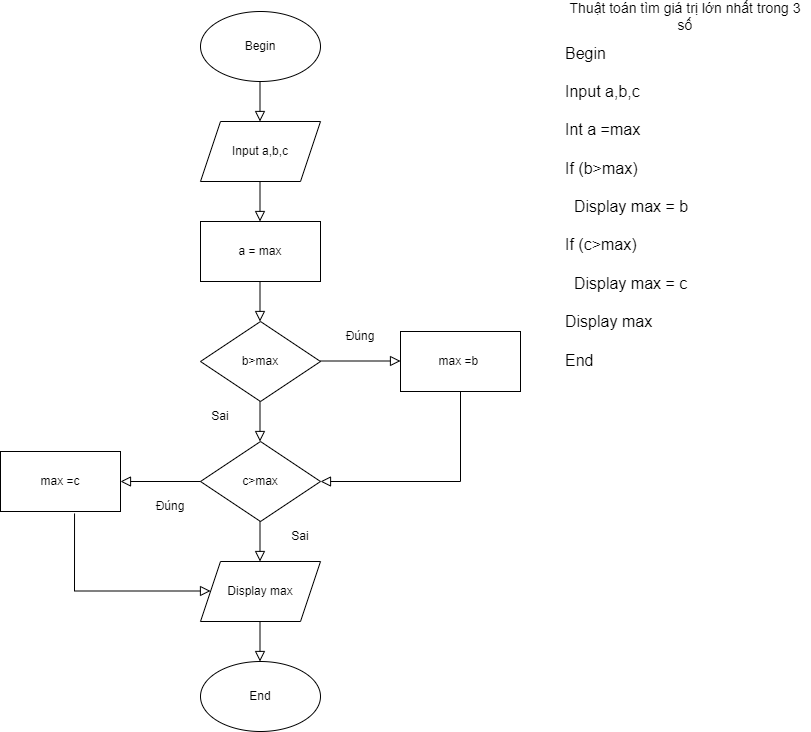 Begin
Input a,b,c
a = max
b>max
Đúng
max =b
Sai
c>max
Đúng
max =c
Sai
Display max
End
Thuật toán tìm giá trị lớn nhất trong 3
số
Begin
Input a,b,c
Int a =max
If (b>max)
Display max = b
If (c>max)
Display max = c
Display max
End